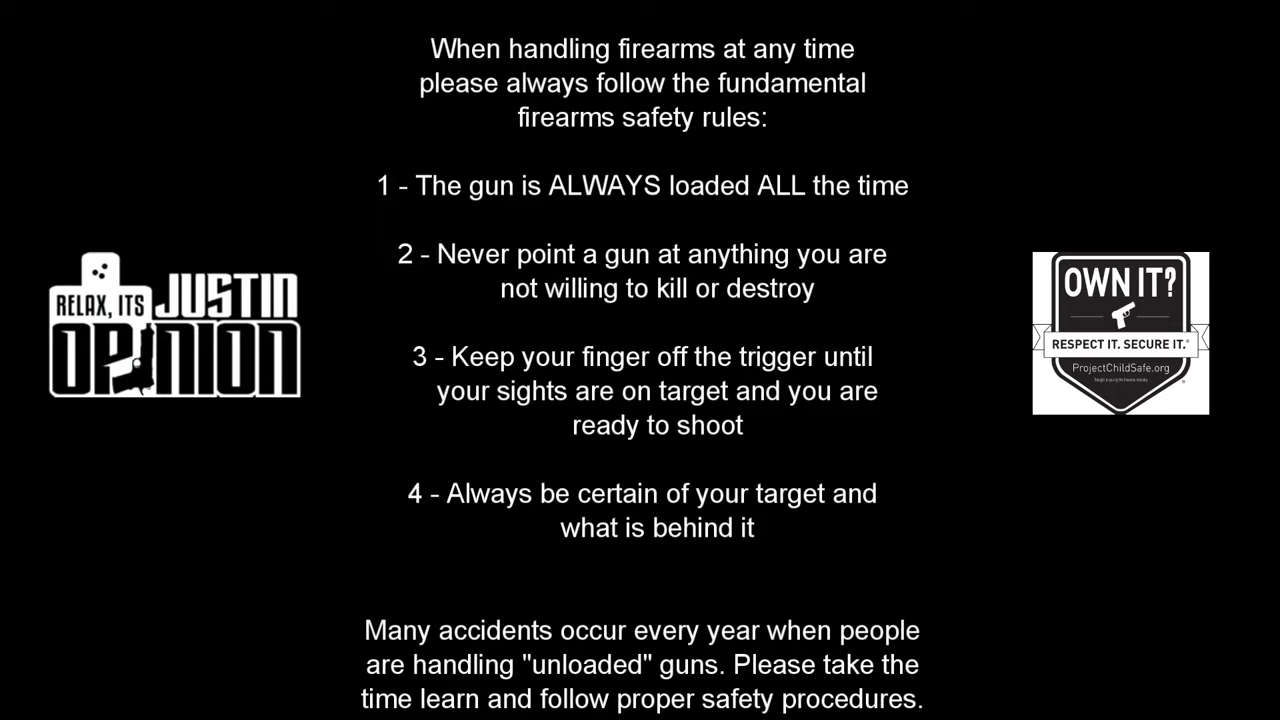 When handling firearms at any time
please always follow the fundamental
firearms safety rules:
1 - The gun is ALWAYS loaded ALL the time
2 - Never point a gun at anything you are
not willing to kill or destroy
3 - Keep your finger off the trigger until
your sights are on target and you are
ready to shoot
4 - Always be certain of your target and
what is behind it
Many accidents occur every year when people
are handling "unloaded" guns. Please take the
time learn and follow proper safety procedures.
RELAX, ITS JUSTIN
OPINION
OWN IT?
RESPECT IT. SECURE IT.®
ProjectChildSafe.org